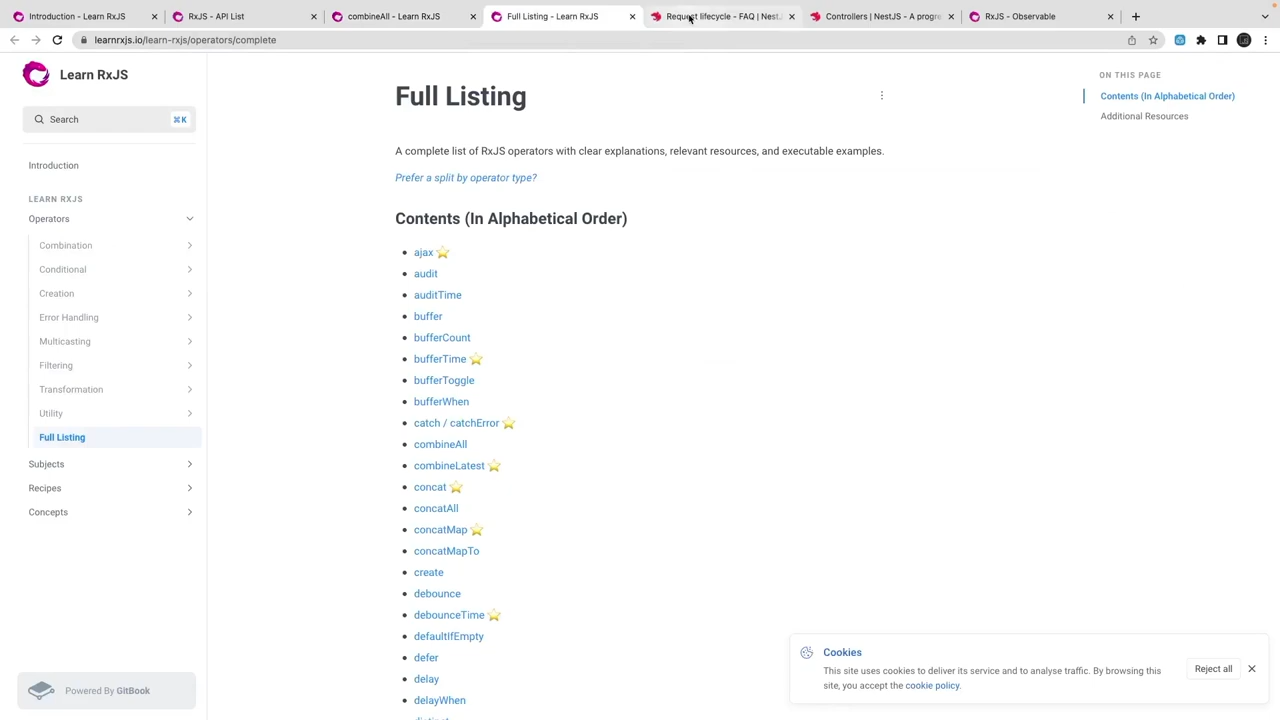 Introduction - Learn RxJS
RxJS - API List
combineAll - Learn RxJS
Full Listing - Learn RxJS
Request lifecycle - FAQ | Nest
Controllers | NestJS - A progre
RxJS - Observable
learnrxjs.io/learn-rxjs/operators/complete
Learn RxJS
Search
⌘K
Introduction
LEARN RXJS
Operators
Combination
Conditional
Creation
Error Handling
Multicasting
Filtering
Transformation
Utility
Full Listing
Subjects
Recipes
Concepts
Powered By GitBook
Full Listing
A complete list of RxJS operators with clear explanations, relevant resources, and executable examples.
Prefer a split by operator type?
Contents (In Alphabetical Order)
ajax ⭐
audit
auditTime
buffer
bufferCount
bufferTime ⭐
bufferToggle
bufferWhen
catch / catchError ⭐
combineAll
combineLatest ⭐
concat ⭐
concatAll
concatMap ⭐
concatMapTo
create
debounce
debounceTime ⭐
defaultIfEmpty
defer
delay
delayWhen
ON THIS PAGE
Contents (In Alphabetical Order)
Additional Resources
Cookies
This site uses cookies to deliver its service and to analyse traffic. By browsing this
site, you accept the cookie policy.
Reject all